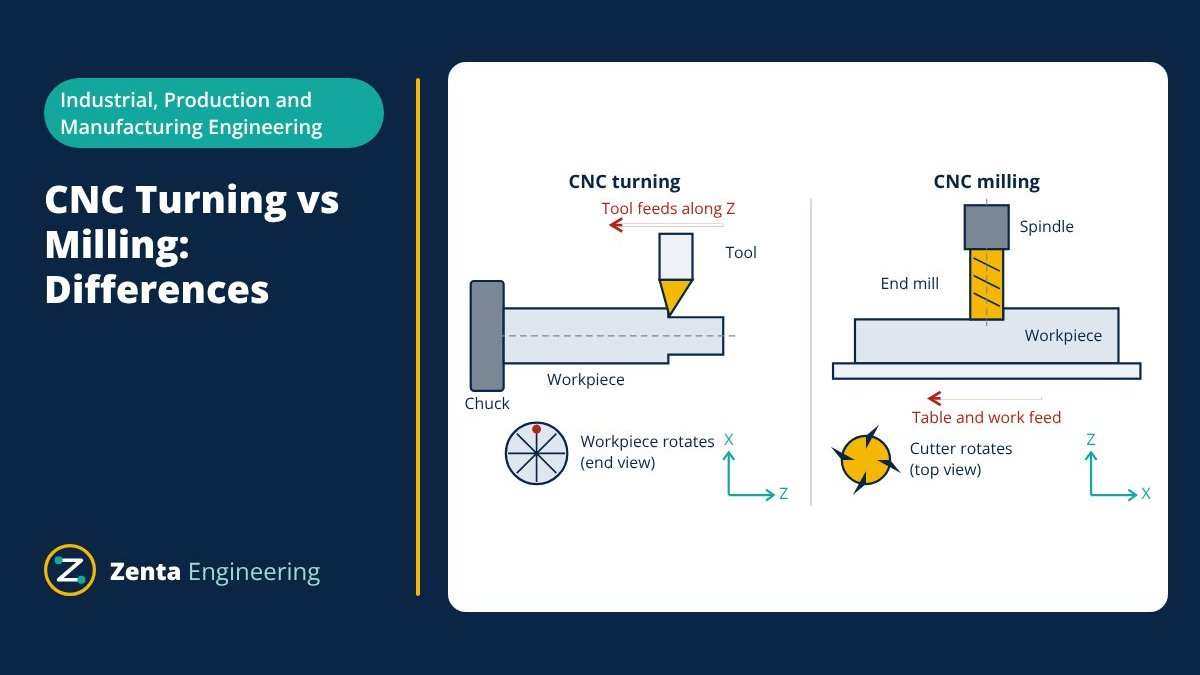 Industrial, Production and
Manufacturing Engineering
CNC Turning vs
Milling:
Differences
Zenta Engineering
CNC turning
Tool feeds along Z
Tool
Workpiece
Chuck
Workpiece rotates
(end view)
X
Z
CNC milling
Spindle
End mill
Workpiece
Table and work feed
Cutter rotates
(top view)
Z
X